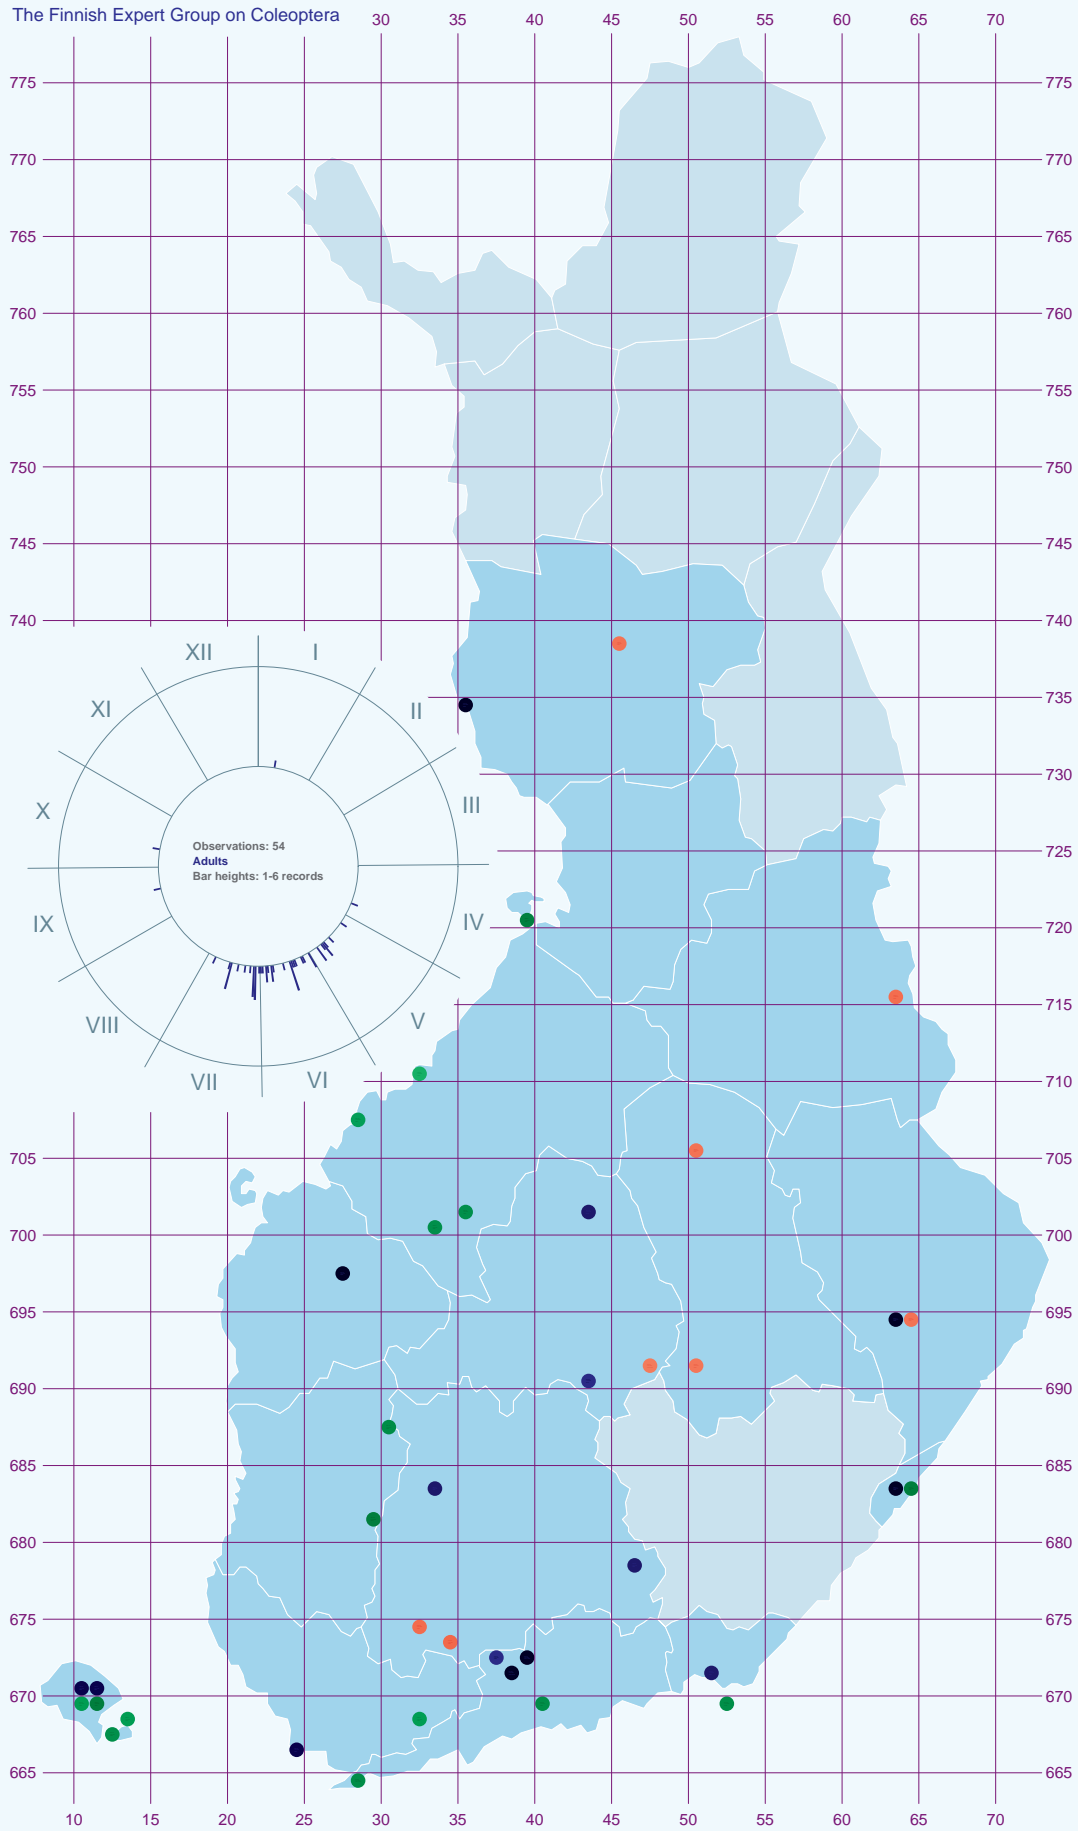 The Finnish Expert Group on Coleoptera
30 40 45 50 55 60 65 70
775 775
770 770
765 765
760 760
755 755
750 750
745 745
740 740
XII I
XI II
735
730
X III
Observations: 54
Adults
Bar heights: 1-6 records
725
IX IV
720
715
VIII V
VII VI
710
705 705
700 700
695 695
690 690
685 685
680 680
675 675
670 670
665 665
10 15 20 25 30 35 40 45 50 55 60 65 70